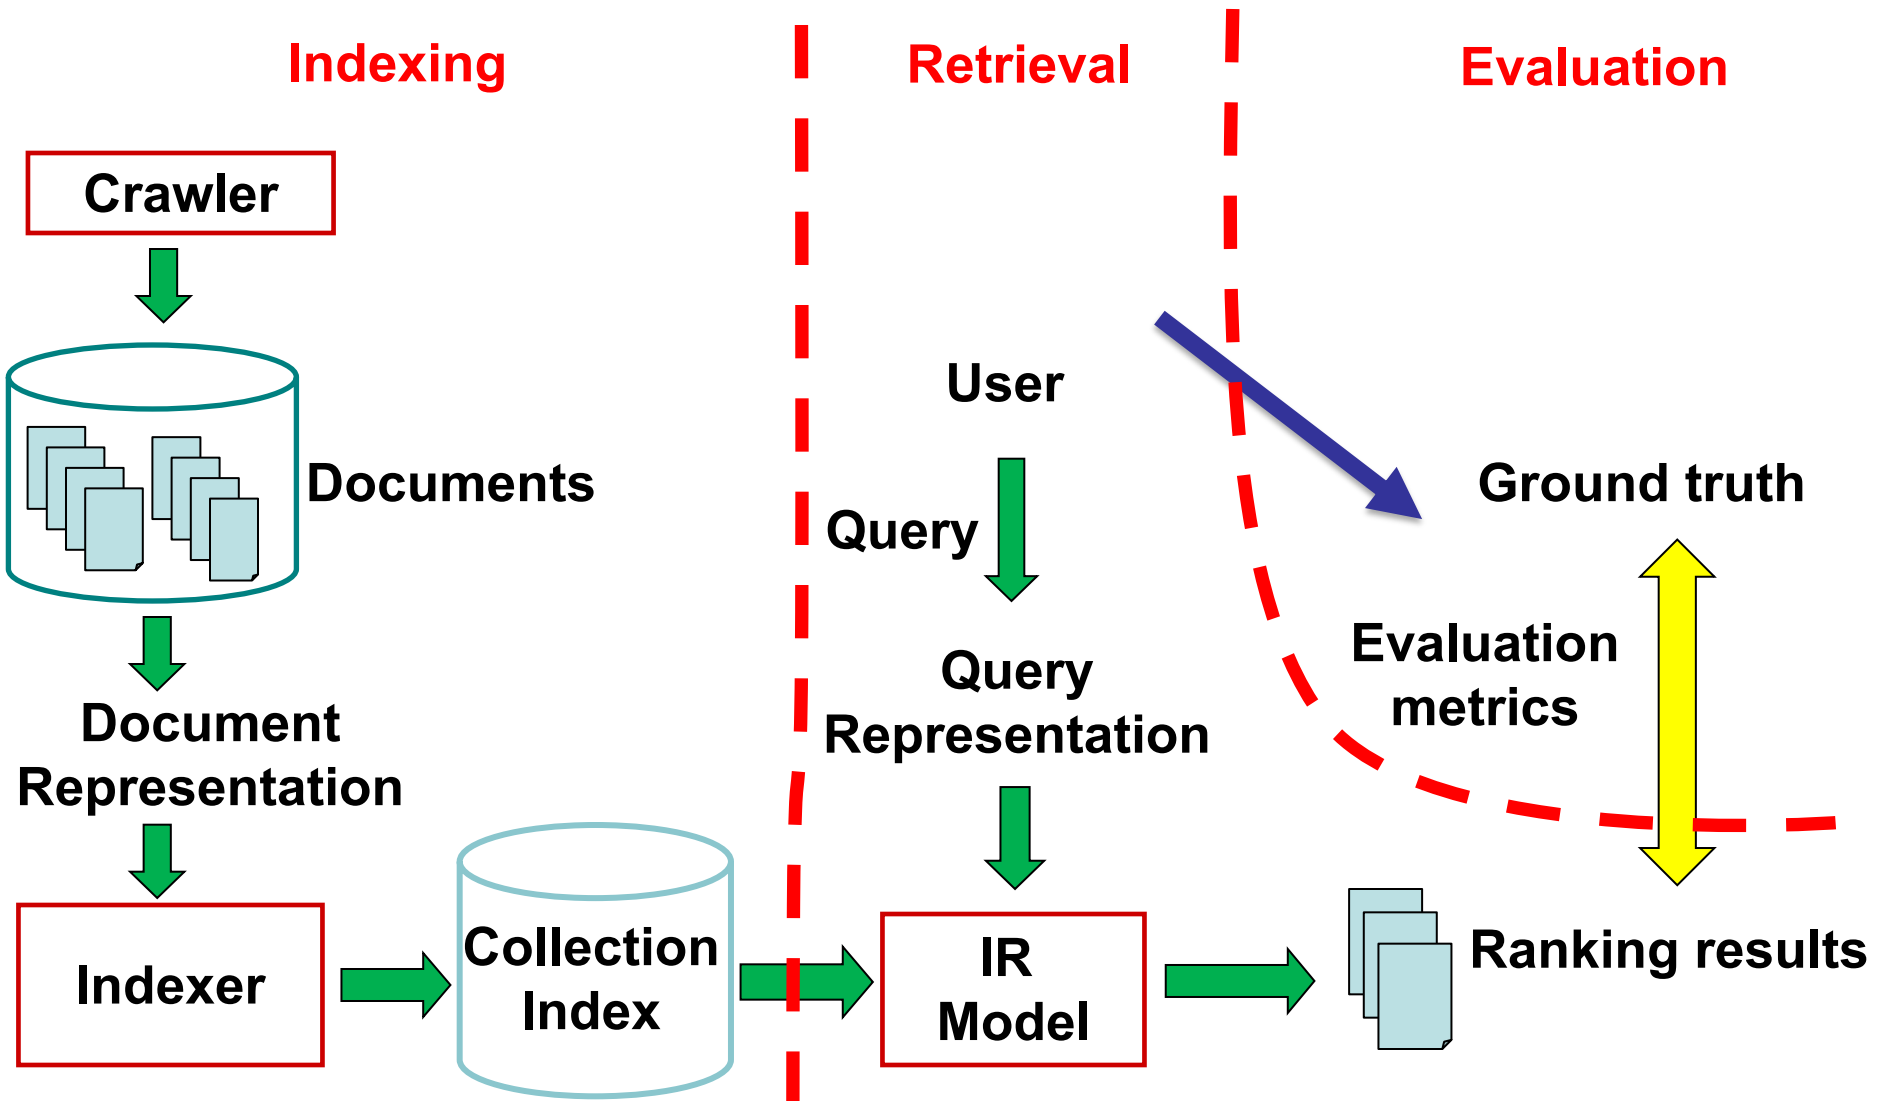 Indexing
Retrieval
Evaluation
Crawler
Documents
Document
Representation
Indexer
Collection
Index
User
Query
Query
Representation
IR
Model
Ground truth
Evaluation
metrics
Ranking results